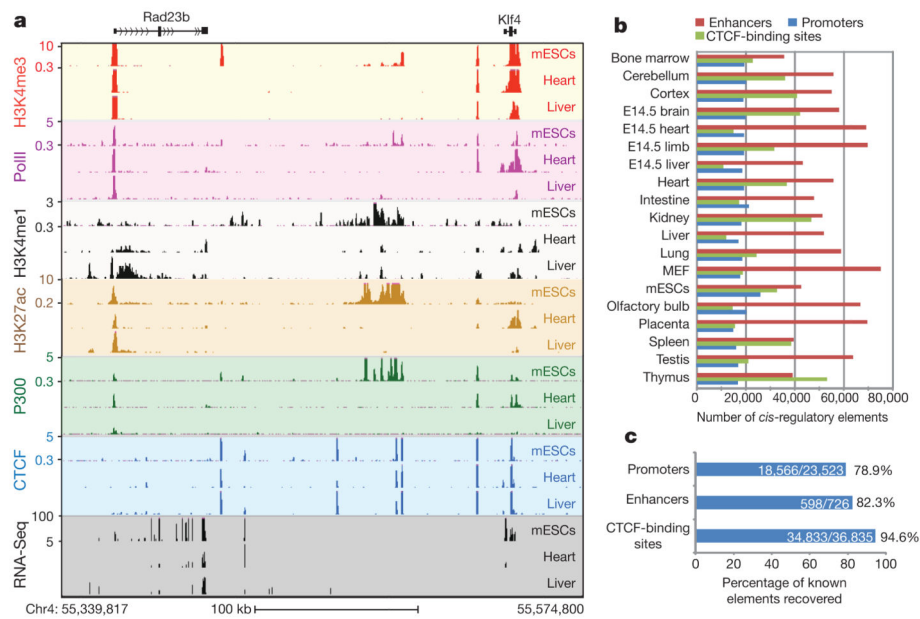 a
Rad23b
Klf4
H3K4me3
10
0.3
mESCs
Heart
Liver
PolII
5
0.3
mESCs
Heart
Liver
H3K4me1
3
0.3
mESCs
Heart
Liver
H3K27ac
10
0.2
mESCs
Heart
Liver
P300
5
0.3
mESCs
Heart
Liver
CTCF
5
0.3
mESCs
Heart
Liver
RNA-Seq
100
5
mESCs
Heart
Liver
Chr4: 55,339,817 100 kb 55,574,800
b
Enhancers Promoters
CTCF-binding sites
Bone marrow
Cerebellum
Cortex
E14.5 brain
E14.5 heart
E14.5 limb
E14.5 liver
Heart
Intestine
Kidney
Liver
Lung
MEF
mESCs
Olfactory bulb
Placenta
Spleen
Testis
Thymus
0 20,000 40,000 60,000 80,000
Number of cis-regulatory elements
c
Promoters 18,566/23,523 78.9%
Enhancers 598/726 82.3%
CTCF-binding
sites
34,833/36,835 94.6%
0 20 40 60 80 100
Percentage of known
elements recovered